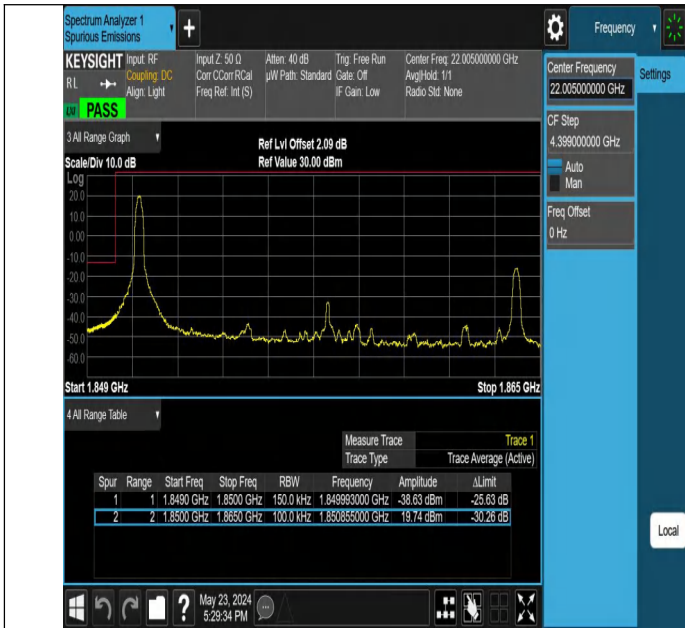 Spectrum Analyzer 1
Spurious Emissions
Frequency
KEYSIGHT
Input: RF
Coupling: DC
Align: Light
Input Z: 50 Ω
Corr CCorr RCal
Freq Ref: Int (S)
Atten: 40 dB
µW Path: Standard
Trig: Free Run
Gate: Off
IF Gain: Low
Center Freq: 22.005000000 GHz
Avg|Hold: 1/1
Radio Std: None
RL
PASS
Center Frequency
22.005000000 GHz
Settings
CF Step
4.399000000 GHz
Auto
Man
Freq Offset
0 Hz
3 All Range Graph
Scale/Div 10.0 dB
Ref Lvl Offset 2.09 dB
Ref Value 30.00 dBm
Log
20.0
10.0
0.00
-10.0
-20.0
-30.0
-40.0
-50.0
-60.0
Start 1.849 GHz
Stop 1.865 GHz
4 All Range Table
Measure Trace Trace 1
Trace Type Trace Average (Active)
Spur Range Start Freq Stop Freq RBW Frequency Amplitude ΔLimit
1 1 1.8490 GHz 1.8500 GHz 150.0 kHz 1.849993000 GHz -38.63 dBm -25.63 dB
2 2 1.8500 GHz 1.8650 GHz 100.0 kHz 1.850855000 GHz 19.74 dBm -30.26 dB
Local
May 23, 2024
5:29:34 PM